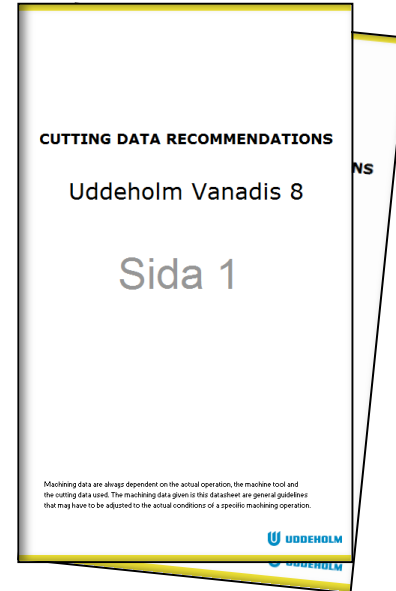 CUTTING DATA RECOMMENDATIONS
NS
Uddeholm Vanadis 8
Sida 1
Machining data are always dependent on the actual operation, the machine tool and
the cutting data used. The machining data given is this datasheet are general guidelines
that may have to be adjusted to the actual conditions of a specific machining operation.
UDDEHOLM
UDDEHOLM